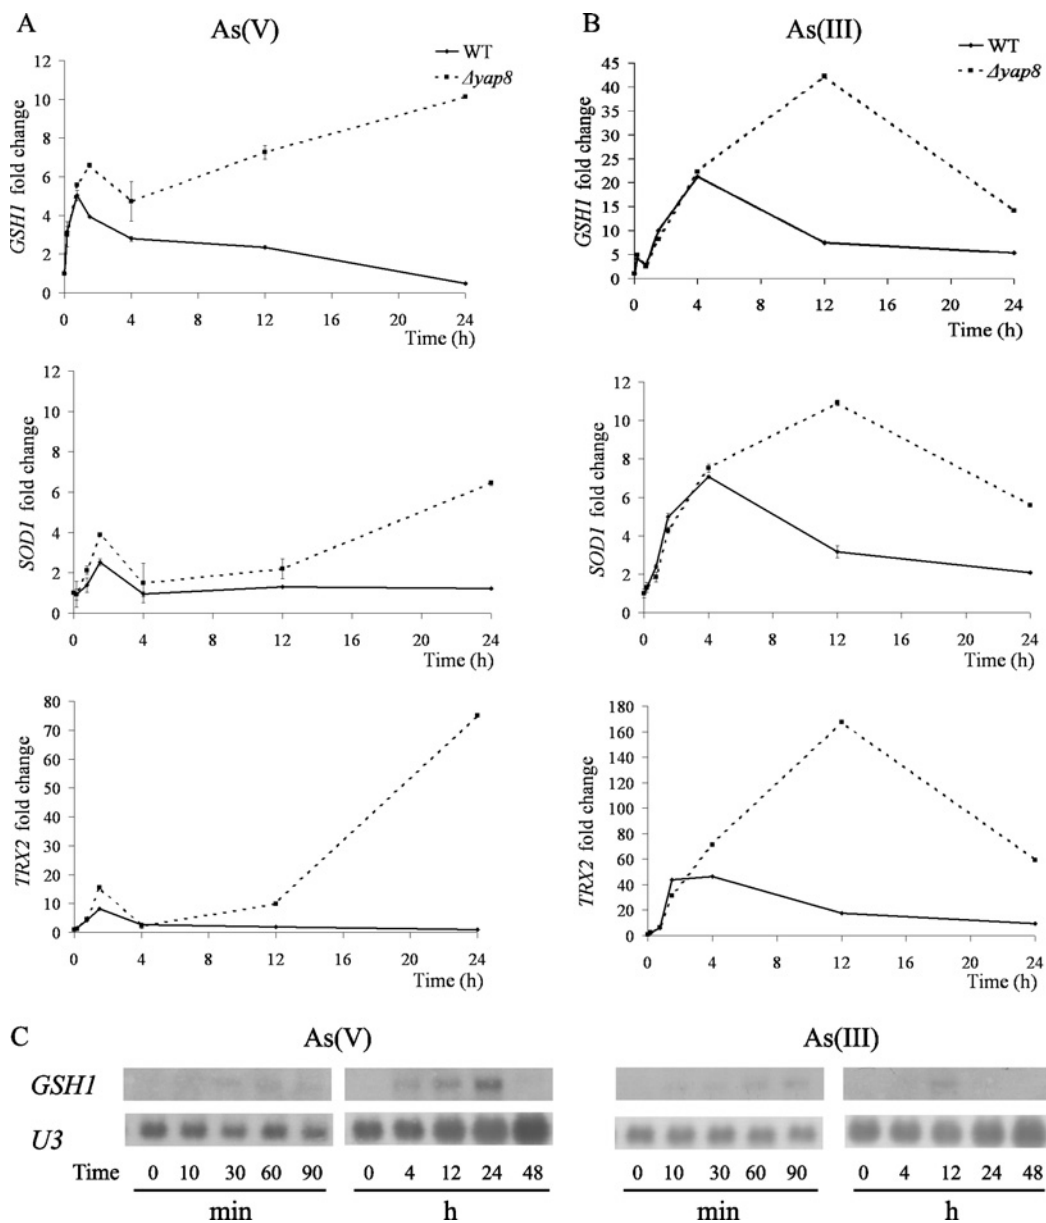 A
As(V)
WT
Δyap8
GSH1 fold change
12
10
8
6
4
2
0
0 4 8 12 16 20 24
Time (h)
B
As(III)
WT
Δyap8
GSH1 fold change
45
40
35
30
25
20
15
10
5
0
0 4 8 12 16 20 24
Time (h)
SOD1 fold change
12
10
8
6
4
2
0
0 4 8 12 16 20 24
Time (h)
SOD1 fold change
12
10
8
6
4
2
0
0 4 8 12 16 20 24
Time (h)
TRX2 fold change
80
70
60
50
40
30
20
10
0
0 4 8 12 16 20 24
Time (h)
TRX2 fold change
180
160
140
120
100
80
60
40
20
0
0 4 8 12 16 20 24
Time (h)
C
As(V)
As(III)
GSH1
U3
Time 0 10 30 60 90 0 4 12 24 48 0 10 30 60 90 0 4 12 24 48
min h min h